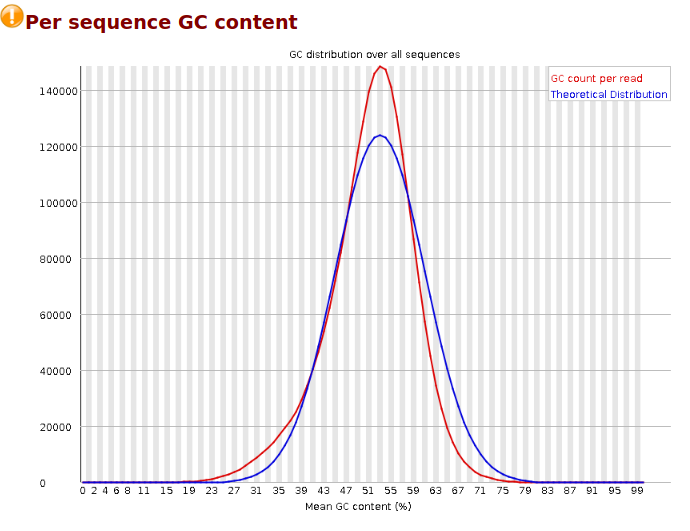 Per sequence GC content
GC distribution over all sequences
GC count per read
Theoretical Distribution
140000
120000
100000
80000
60000
40000
20000
0
0 2 4 6 8 11 15 19 23 27 31 35 39 43 47 51 55 59 63 67 71 75 79 83 87 91 95 99
Mean GC content (%)